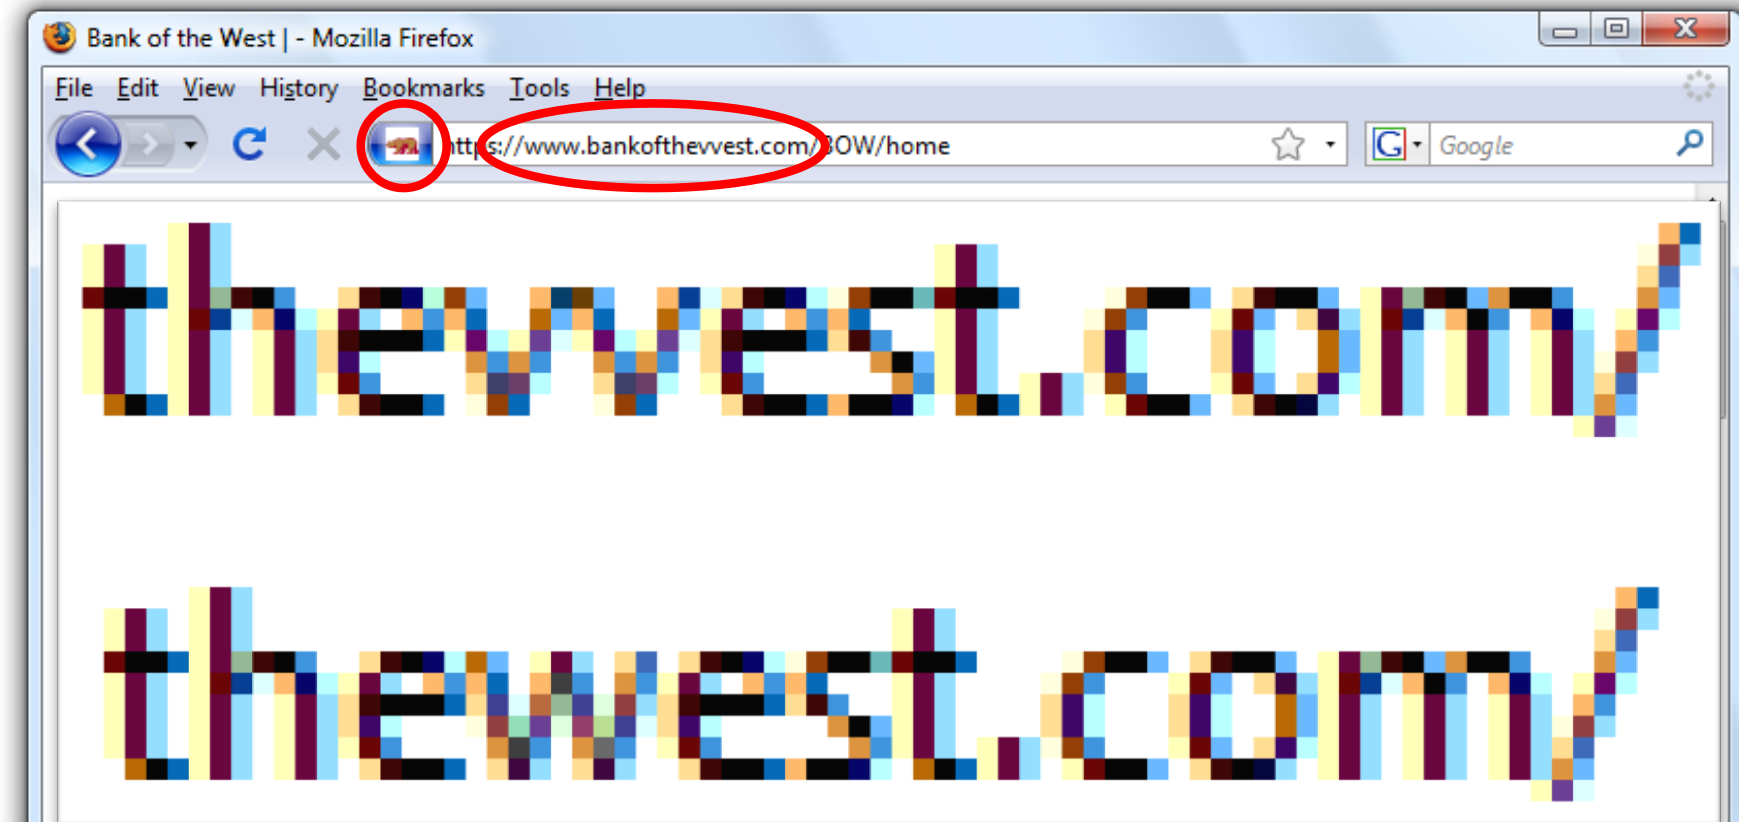 Bank of the West | - Mozilla Firefox
File Edit View History Bookmarks Tools Help
https://www.bankofthevvest.com/BOW/home G Google
thevvest.com/
thewest.com/